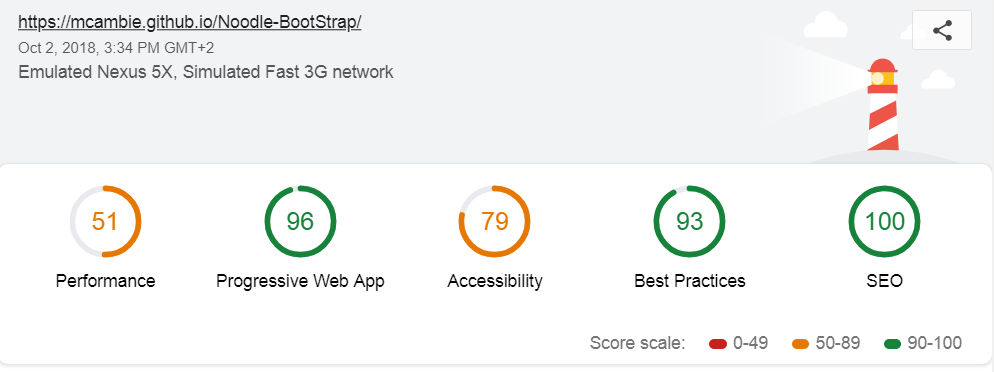 https://mcambie.github.io/Noodle-BootStrap/
Oct 2, 2018, 3:34 PM GMT+2
Emulated Nexus 5X, Simulated Fast 3G network
51 96 79 93 100
Performance Progressive Web App Accessibility Best Practices SEO
Score scale: 0-49 50-89 90-100